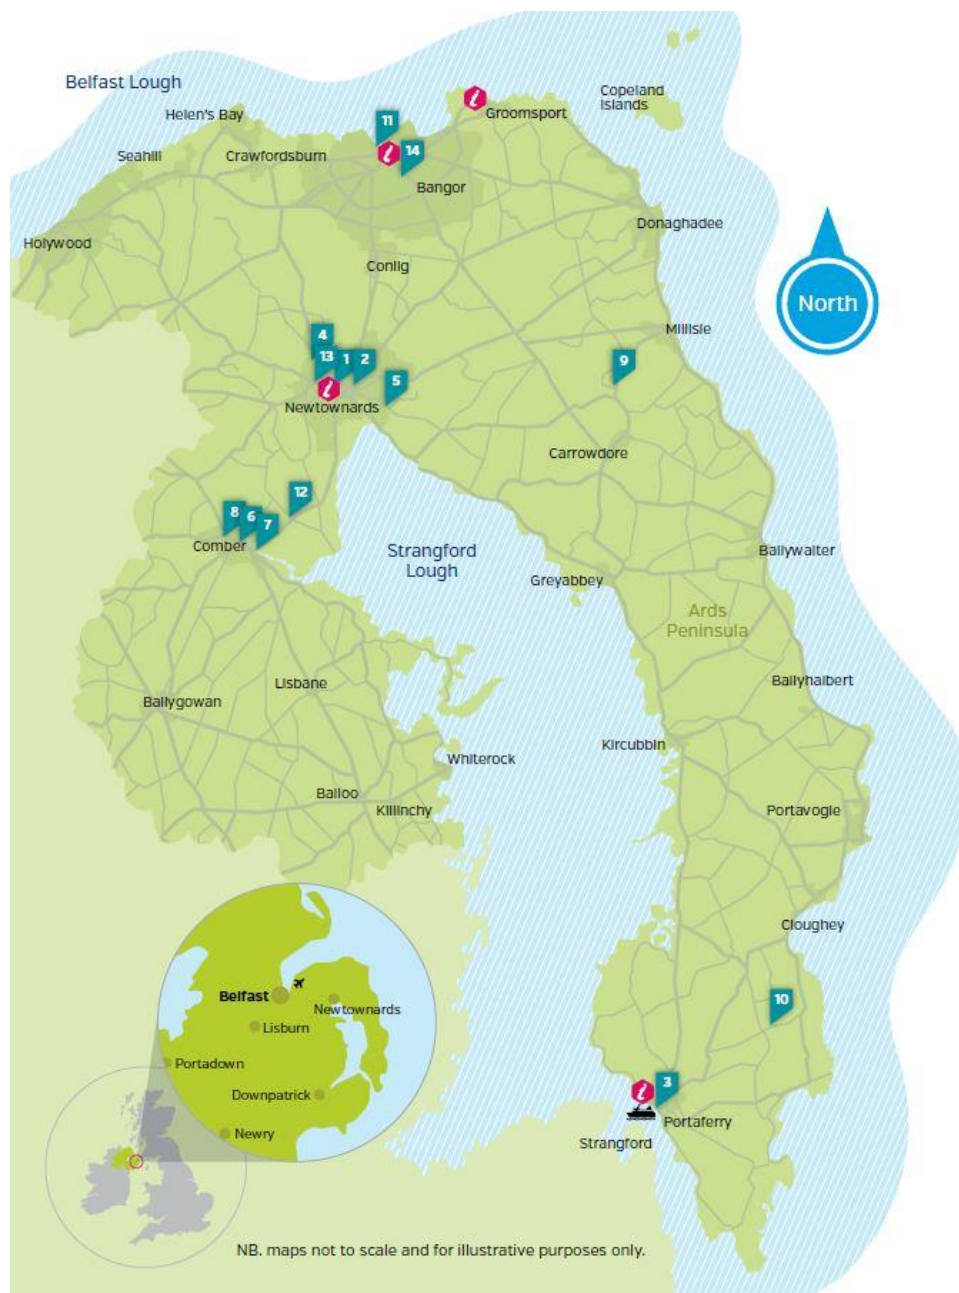 Belfast Lough
Copeland
Islands
Helen's Bay
11
i
Groomsport
Seahill
Crawfordsburn
i
14
Bangor
Donaghadee
Holywood
Conlig
North
Millisle
4
13
1
2
9
5
i
Newtownards
Carrowdore
12
8
6
7
Comber
Strangford
Lough
Ballywalter
Greyabbey
Ards
Peninsula
Lisbane
Ballyhalbert
Ballygowan
Kircubbin
Whiterock
Balloo
Killinchy
Portavogie
Cloughey
Belfast
Newtownards
10
Lisburn
Portadown
Downpatrick
i
3
Portaferry
Newry
Strangford
NB. maps not to scale and for illustrative purposes only.